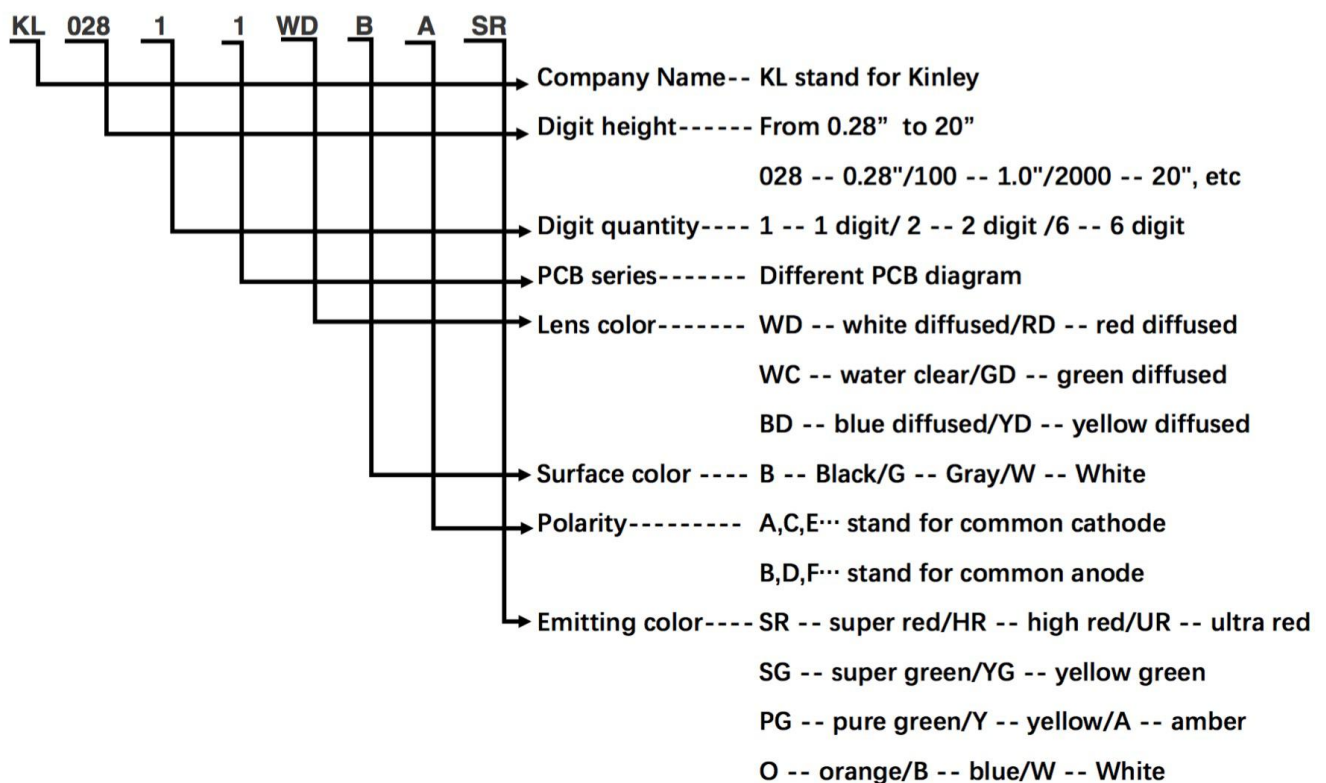 KL 028 1 1 WD B A SR
Company Name-- KL stand for Kinley
Digit height------ From 0.28” to 20”
028 -- 0.28"/100 -- 1.0"/2000 -- 20", etc
Digit quantity---- 1 -- 1 digit/ 2 -- 2 digit /6 -- 6 digit
PCB series------- Different PCB diagram
Lens color------- WD -- white diffused/RD -- red diffused
WC -- water clear/GD -- green diffused
BD -- blue diffused/YD -- yellow diffused
Surface color ---- B -- Black/G -- Gray/W -- White
Polarity--------- A,C,E··· stand for common cathode
B,D,F··· stand for common anode
Emitting color---- SR -- super red/HR -- high red/UR -- ultra red
SG -- super green/YG -- yellow green
PG -- pure green/Y -- yellow/A -- amber
O -- orange/B -- blue/W -- White